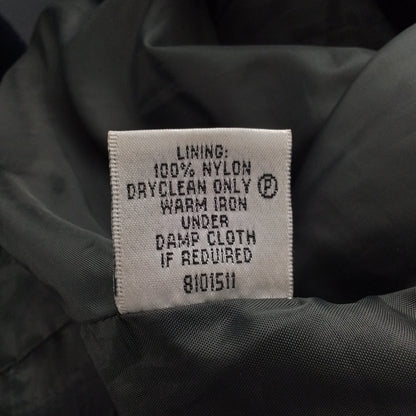 LINING:
100% NYLON
DRYCLEAN ONLY Ⓟ
WARM IRON
UNDER
DAMP CLOTH
IF REQUIRED
8101511